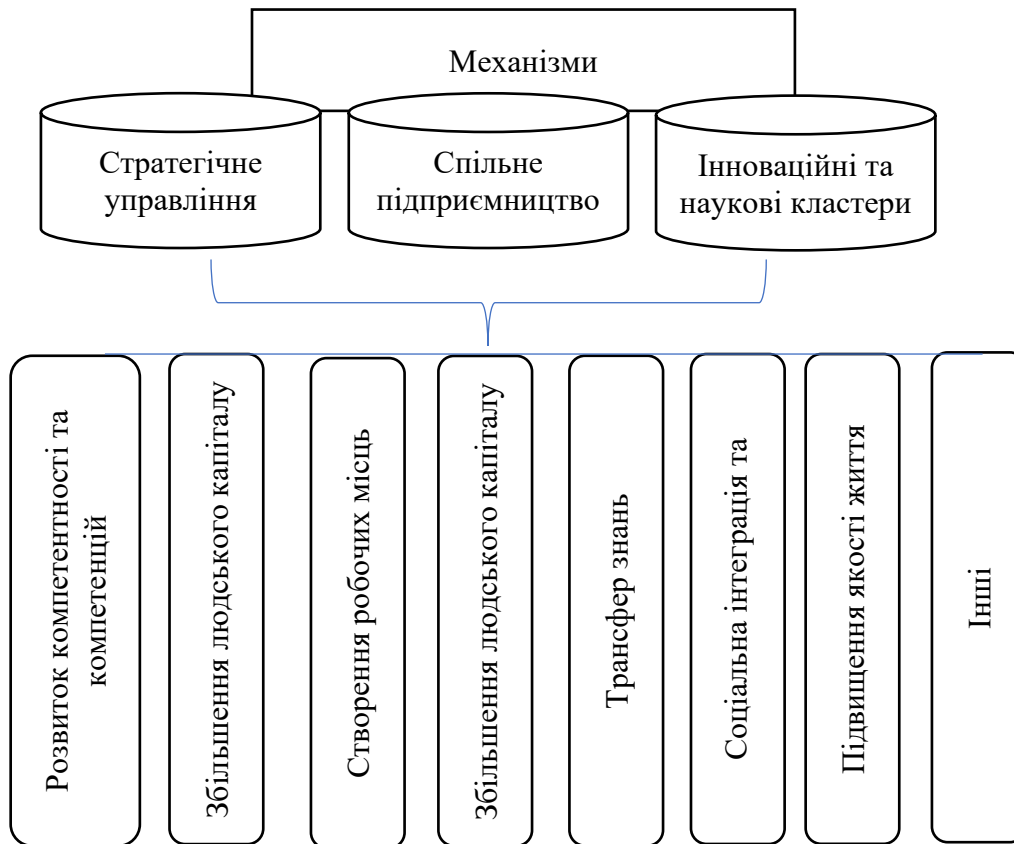 Механізми
Стратегічне
управління
Спільне
підприємництво
Інноваційні та
наукові кластери
Розвиток компетентності та
компетенцій
Збільшення людського капіталу
Створення робочих місць
Збільшення людського капіталу
Трансфер знань
Соціальна інтеграція та
Підвищення якості життя
Інші